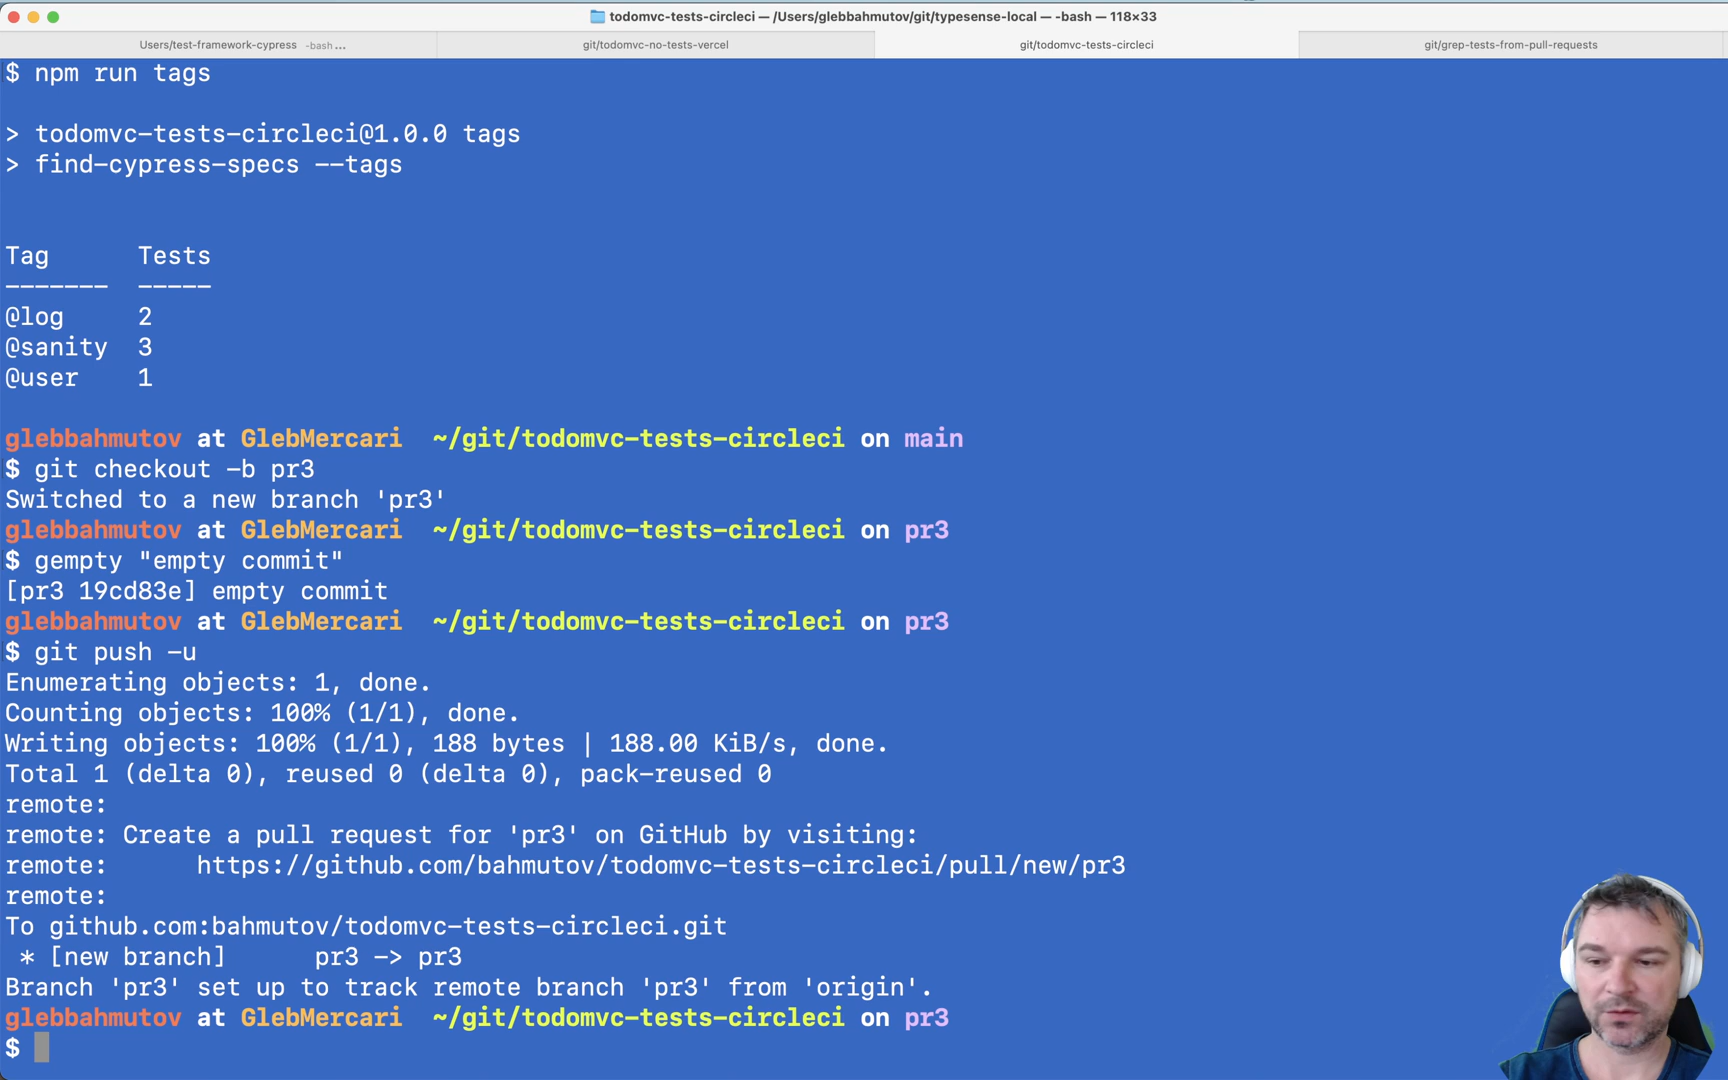 todomvc-tests-circleci — /Users/glebbahmutov/git/typesense-local — -bash — 118×33
Users/test-framework-cypress -bash ...
git/todomvc-no-tests-vercel
git/todomvc-tests-circleci
git/grep-tests-from-pull-requests
$ npm run tags
> todomvc-tests-circleci@1.0.0 tags
> find-cypress-specs --tags
Tag Tests
------- -----
@log 2
@sanity 3
@user 1
glebbahmutov at GlebMercari ~/git/todomvc-tests-circleci on main
$ git checkout -b pr3
Switched to a new branch 'pr3'
glebbahmutov at GlebMercari ~/git/todomvc-tests-circleci on pr3
$ gempty "empty commit"
[pr3 19cd83e] empty commit
glebbahmutov at GlebMercari ~/git/todomvc-tests-circleci on pr3
$ git push -u
Enumerating objects: 1, done.
Counting objects: 100% (1/1), done.
Writing objects: 100% (1/1), 188 bytes | 188.00 KiB/s, done.
Total 1 (delta 0), reused 0 (delta 0), pack-reused 0
remote:
remote: Create a pull request for 'pr3' on GitHub by visiting:
remote: https://github.com/bahmutov/todomvc-tests-circleci/pull/new/pr3
remote:
To github.com:bahmutov/todomvc-tests-circleci.git
* [new branch] pr3 -> pr3
Branch 'pr3' set up to track remote branch 'pr3' from 'origin'.
glebbahmutov at GlebMercari ~/git/todomvc-tests-circleci on pr3
$